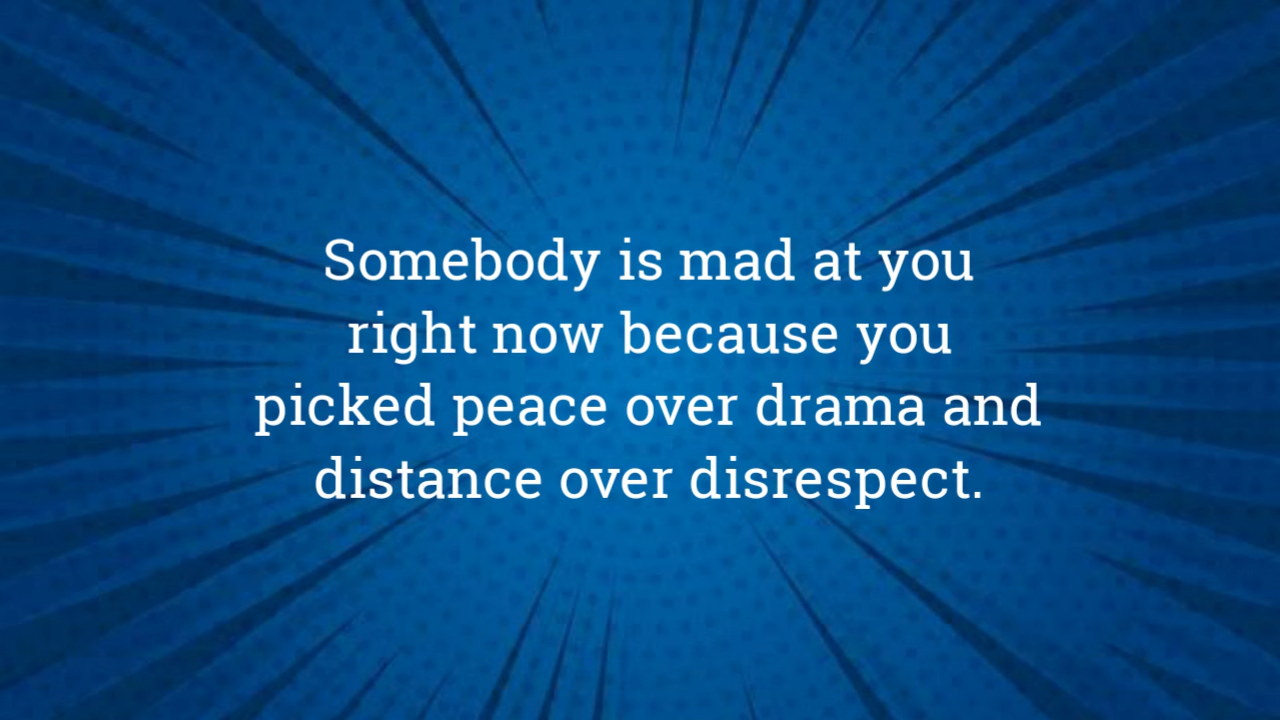 Somebody is mad at you
right now because you
picked peace over drama and
distance over disrespect.